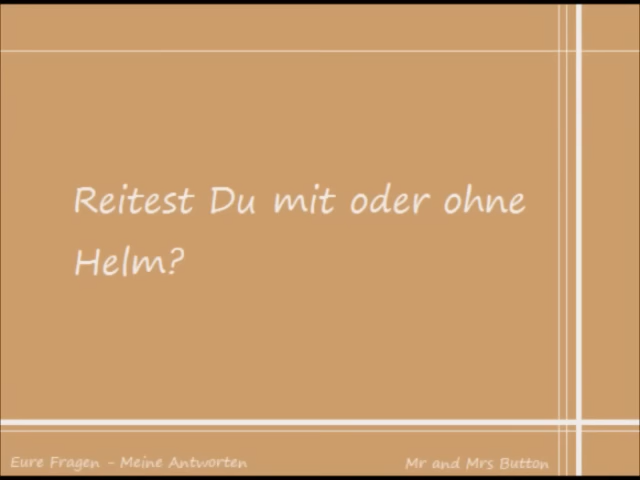 Reitest Du mit oder ohne
Helm?
Eure Fragen - Meine Antworten
Mr and Mrs Button